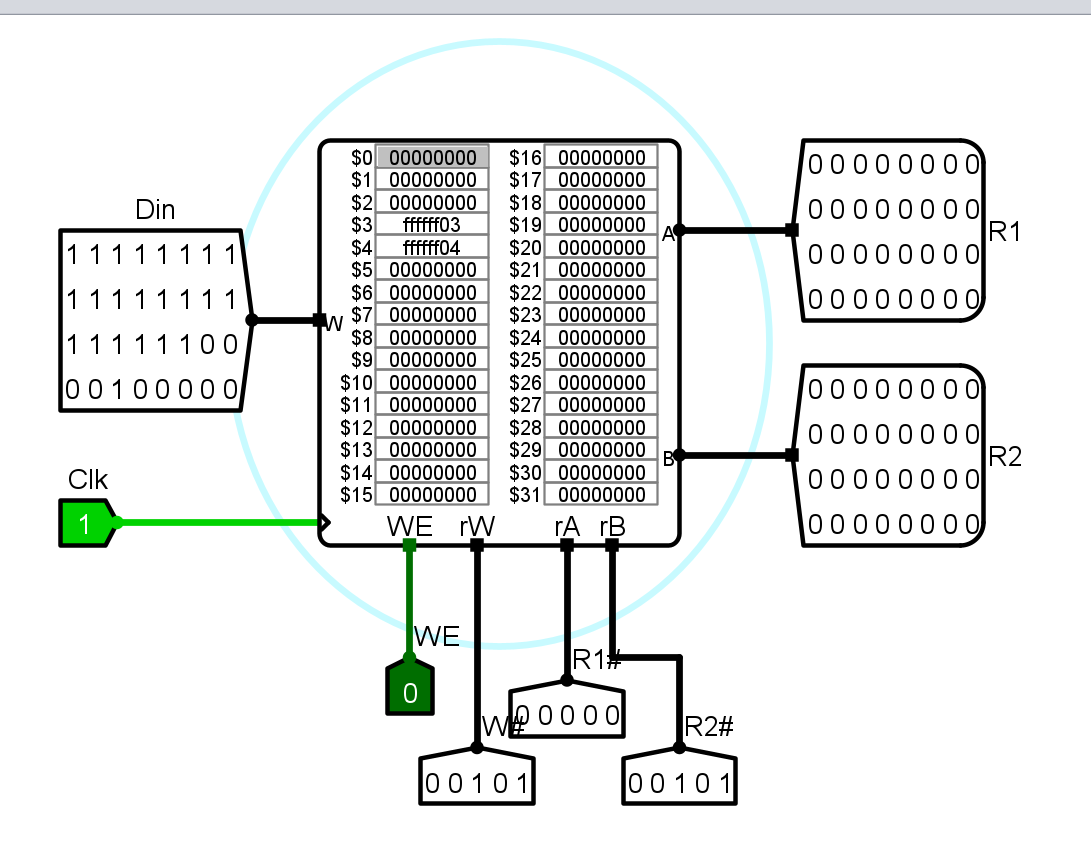 Din
1 1 1 1 1 1 1 1
1 1 1 1 1 1 1 1
1 1 1 1 1 1 0 0
0 0 1 0 0 0 0 0
Clk
1
W
$0 00000000 $16 00000000
$1 00000000 $17 00000000
$2 00000000 $18 00000000
$3 ffffff03 $19 00000000
$4 ffffff04 $20 00000000
$5 00000000 $21 00000000
$6 00000000 $22 00000000
$7 00000000 $23 00000000
$8 00000000 $24 00000000
$9 00000000 $25 00000000
$10 00000000 $26 00000000
$11 00000000 $27 00000000
$12 00000000 $28 00000000
$13 00000000 $29 00000000
$14 00000000 $30 00000000
$15 00000000 $31 00000000
WE rW rA rB
A
B
0 0 0 0 0 0 0 0
0 0 0 0 0 0 0 0
0 0 0 0 0 0 0 0
0 0 0 0 0 0 0 0
R1
0 0 0 0 0 0 0 0
0 0 0 0 0 0 0 0
0 0 0 0 0 0 0 0
0 0 0 0 0 0 0 0
R2
WE
0
R1#
0 0 0 0 0
W#
0 0 1 0 1
R2#
0 0 1 0 1